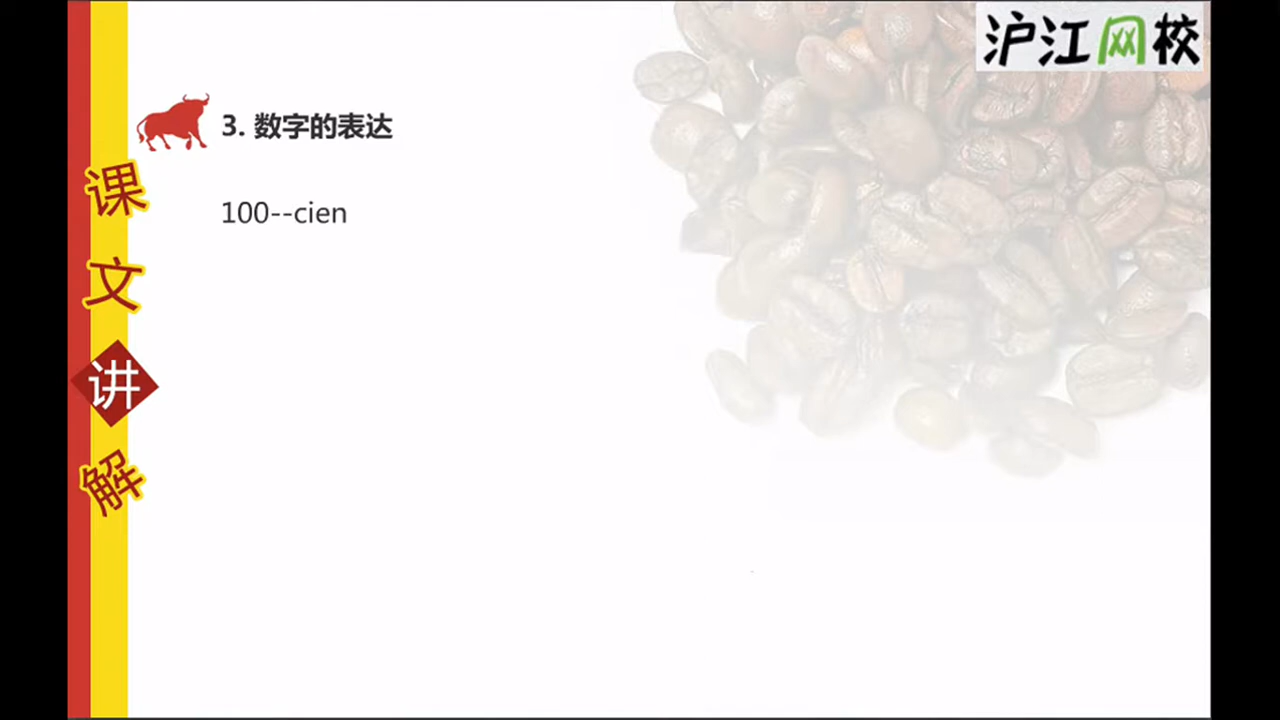 沪江网校
3. 数字的表达
100--cien
课
文
讲
解